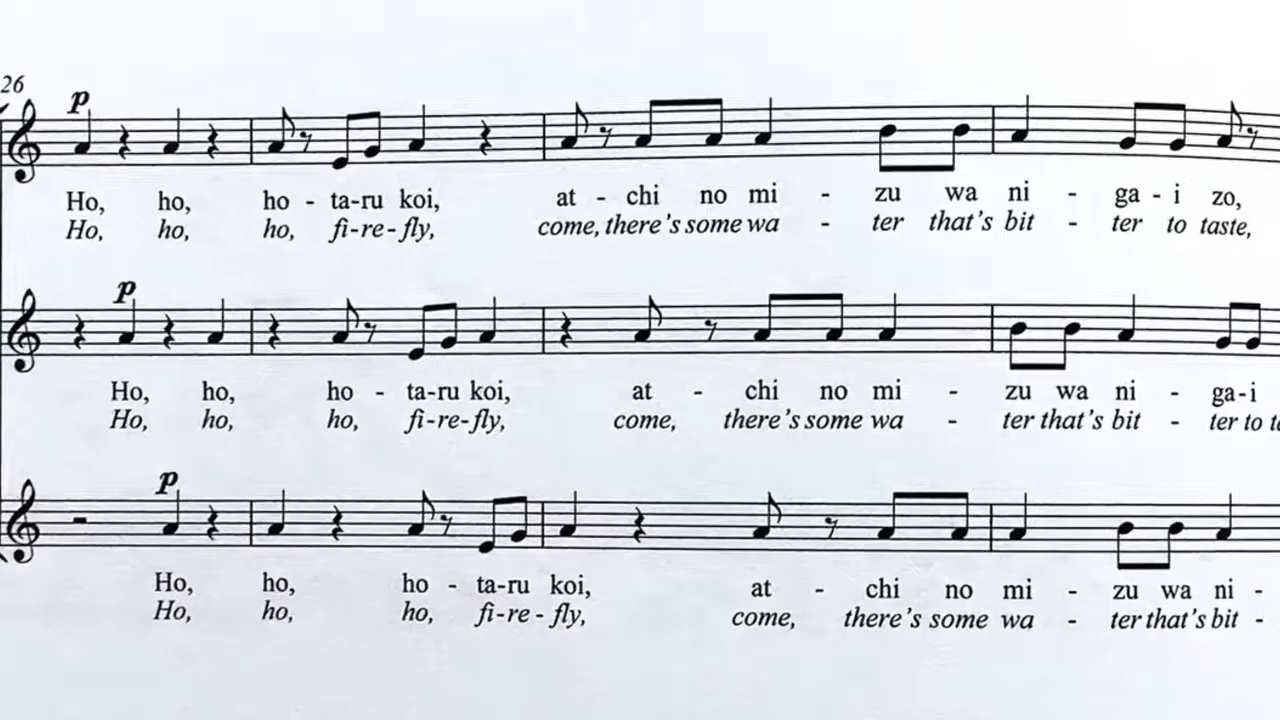 26
p
Ho, ho, ho - ta-ru koi, at - chi no mi - zu wa ni - ga - i zo,
Ho, ho, ho, fi-re-fly, come, there's some wa - ter that's bit - ter to taste,
p
Ho, ho, ho - ta-ru koi, at - chi no mi - zu wa ni - ga-i
Ho, ho, ho, fi-re-fly, come, there's some wa - ter that's bit - ter to
p
Ho, ho, ho - ta-ru koi, at - chi no mi - zu wa ni -
Ho, ho, ho, fi-re - fly, come, there's some wa - ter that's bit -